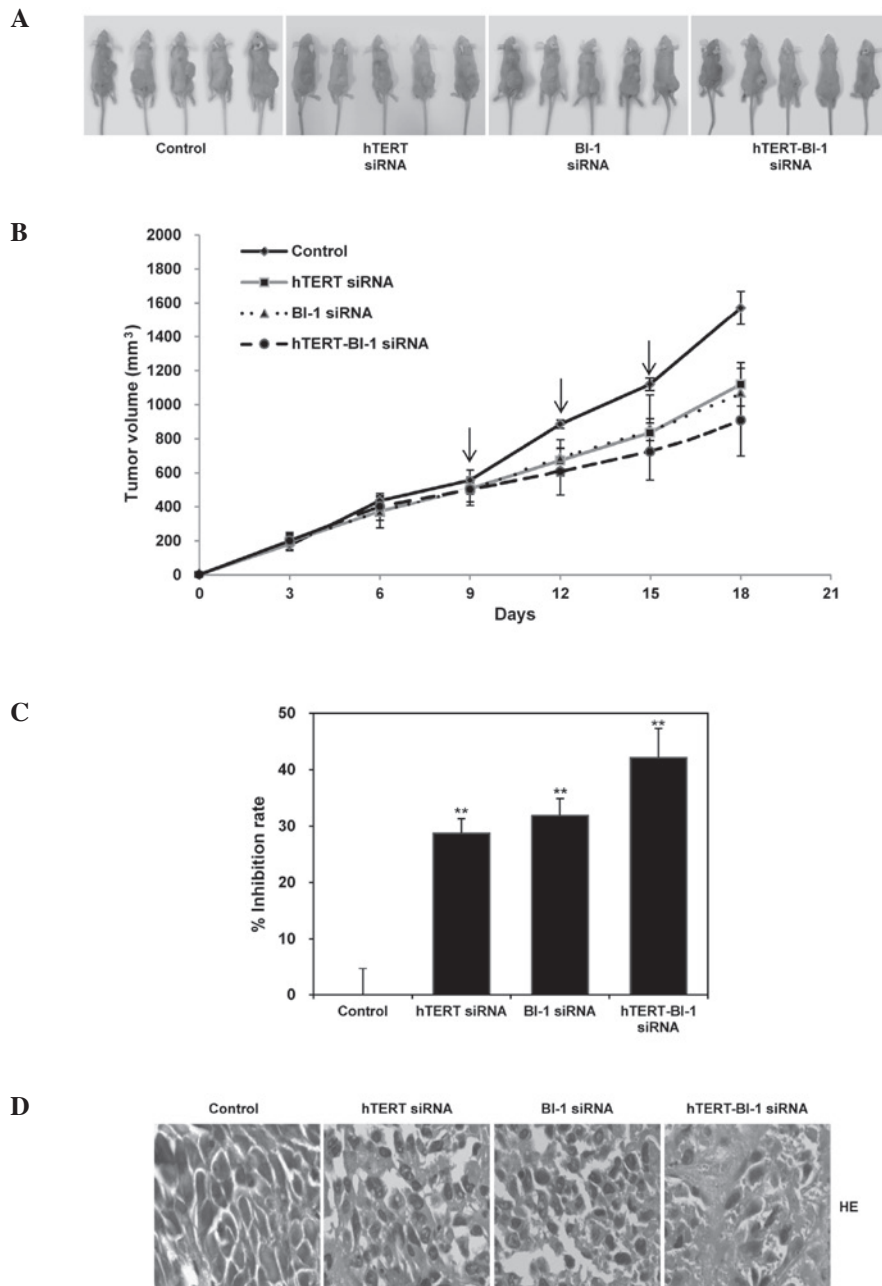 A
Control
hTERT
siRNA
BI-1
siRNA
hTERT-BI-1
siRNA
B
Tumor volume (mm³)
2000
1800
1600
1400
1200
1000
800
600
400
200
0
Control
hTERT siRNA
BI-1 siRNA
hTERT-BI-1 siRNA
0 3 6 9 12 15 18 21
Days
C
% Inhibition rate
50
40
30
20
10
0
**
**
**
Control
hTERT siRNA
BI-1 siRNA
hTERT-BI-1
siRNA
D
Control
hTERT siRNA
BI-1 siRNA
hTERT-BI-1 siRNA
HE